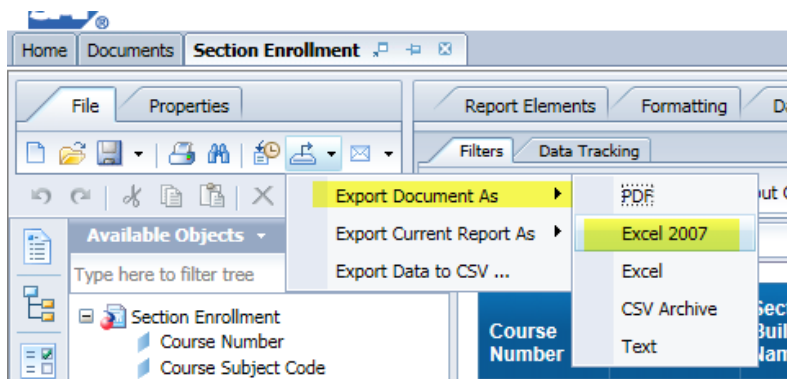 Home Documents Section Enrollment
File Properties Report Elements Formatting
Filters Data Tracking
Export Document As PDF
Available Objects Export Current Report As Excel 2007
Type here to filter tree Export Data to CSV ... Excel
Section Enrollment CSV Archive
Course Number Course Number Text
Course Subject Code